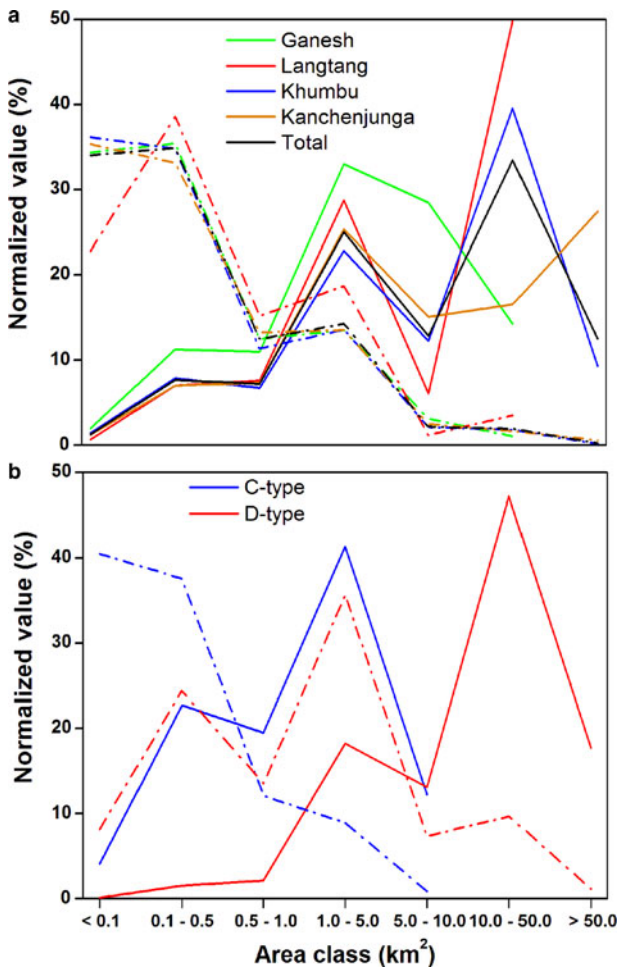 a
50
40
30
20
10
0
Normalized value (%)
Ganesh
Langtang
Khumbu
Kanchenjunga
Total
b
50
40
30
20
10
0
Normalized value (%)
C-type
D-type
< 0.1 0.1 - 0.5 0.5 - 1.0 1.0 - 5.0 5.0 - 10.0 10.0 - 50.0 > 50.0
Area class (km²)